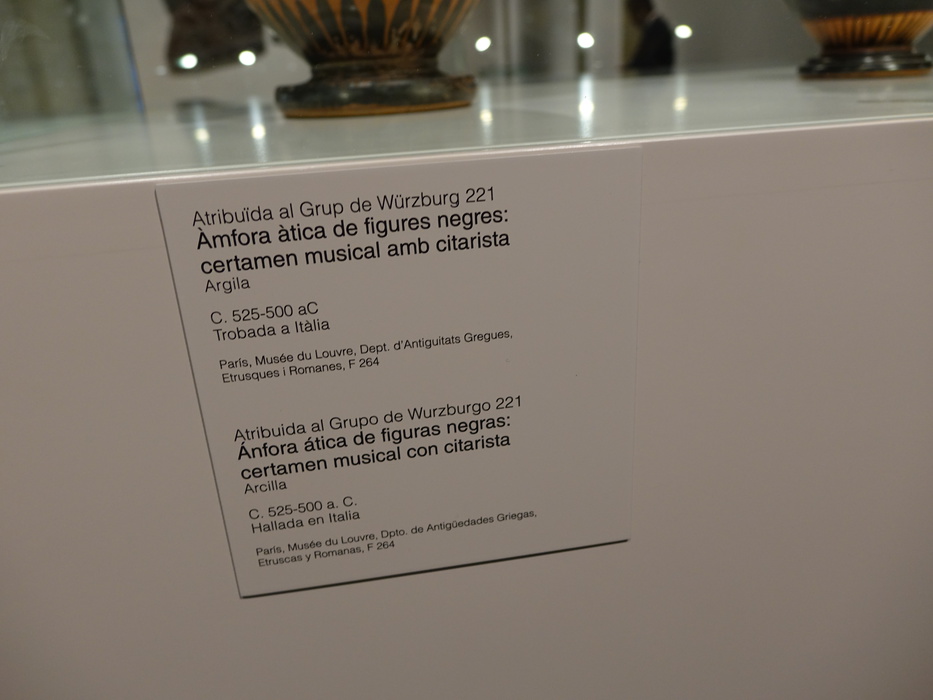 Atribuïda al Grup de Würzburg 221
Àmfora àtica de figures negres:
certamen musical amb citarista
Argila
C. 525-500 aC
Trobada a Itàlia
París, Musée du Louvre, Dept. d'Antiguitats Gregues,
Etrusques i Romanes, F 264
Atribuida al Grupo de Wurzburgo 221
Ánfora ática de figuras negras:
certamen musical con citarista
Arcilla
C. 525-500 a. C.
Hallada en Italia
París, Musée du Louvre, Dpto. de Antigüedades Griegas,
Etruscas y Romanas, F 264